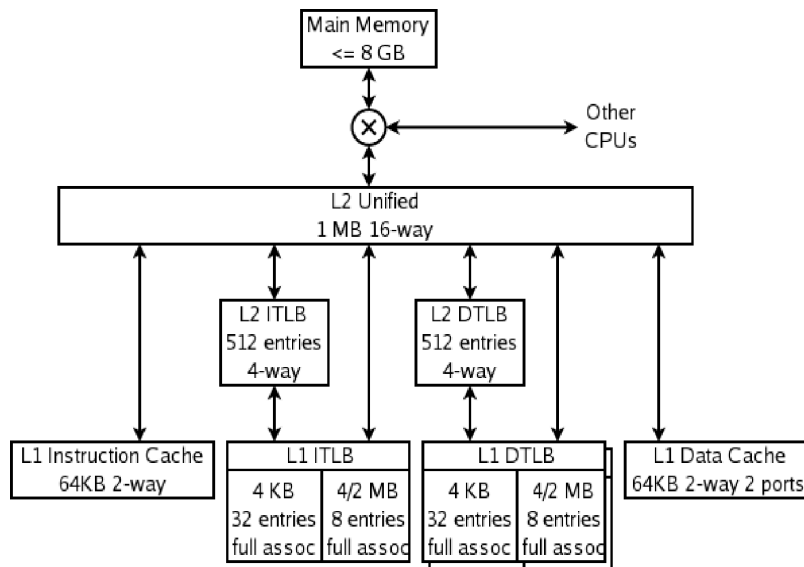 Main Memory
<= 8 GB
Other
CPUs
L2 Unified
1 MB 16-way
L2 ITLB
512 entries
4-way
L2 DTLB
512 entries
4-way
L1 Instruction Cache
64KB 2-way
L1 ITLB
4 KB
32 entries
full assoc
4/2 MB
8 entries
full assoc
L1 DTLB
4 KB
32 entries
full assoc
4/2 MB
8 entries
full assoc
L1 Data Cache
64KB 2-way 2 ports